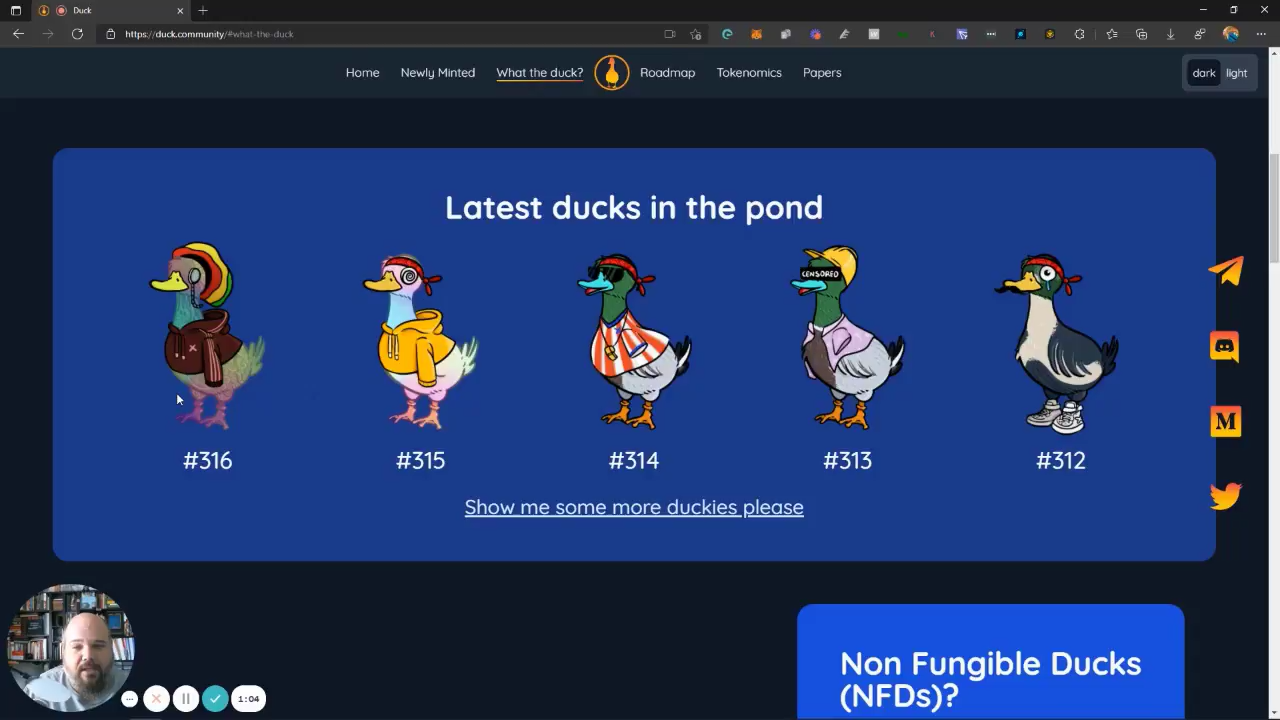 Duck
https://duck.community/#what-the-duck
Home
Newly Minted
What the duck?
Roadmap
Tokenomics
Papers
dark
light
Latest ducks in the pond
CENSORED
#316
#315
#314
#313
#312
Show me some more duckies please
M
Non Fungible Ducks
(NFDs)?
1:04